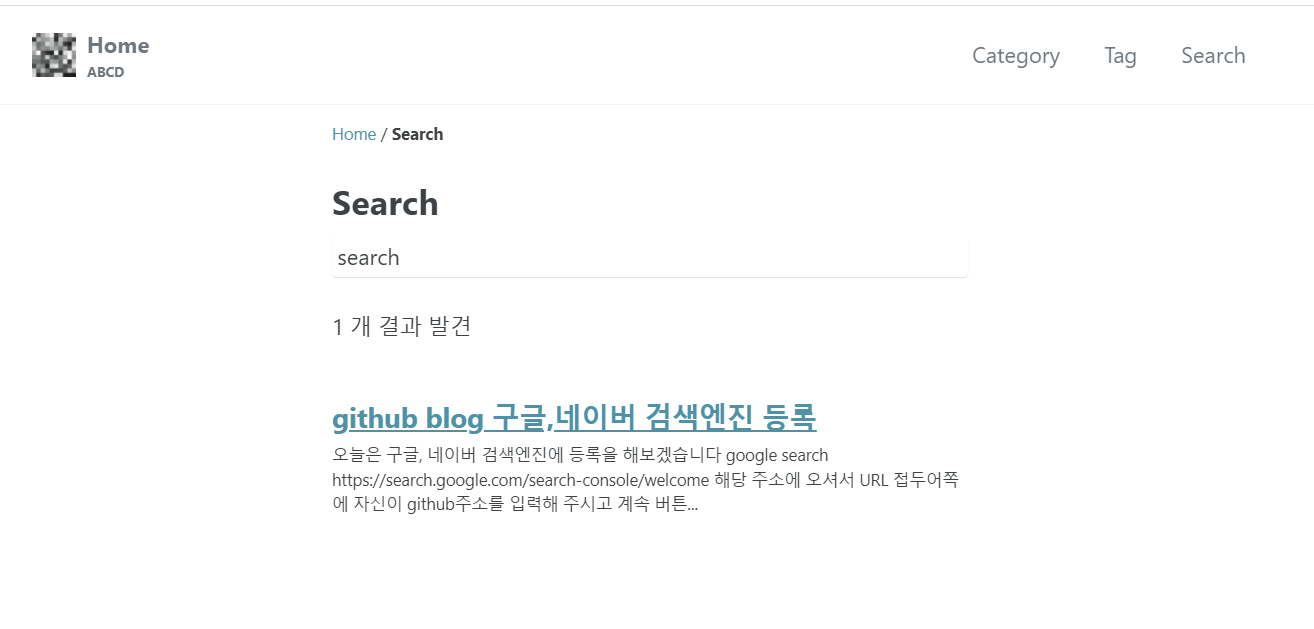 Home
ABCD
Category Tag Search
Home / Search
Search
search
1 개 결과 발견
github blog 구글,네이버 검색엔진 등록
오늘은 구글, 네이버 검색엔진에 등록을 해보겠습니다 google search
https://search.google.com/search-console/welcome 해당 주소에 오셔서 URL 접두어쪽
에 자신이 github주소를 입력해 주시고 계속 버튼...